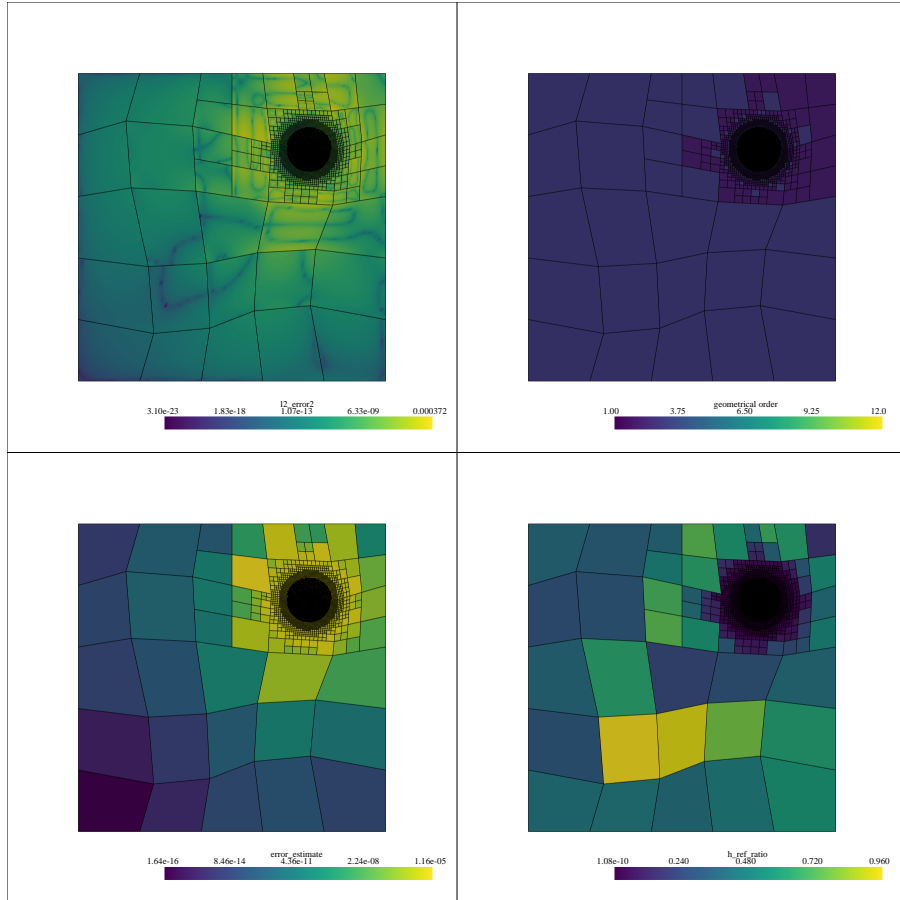 l2_error2
3.10e-23 1.83e-18 1.07e-13 6.33e-09 0.000372
geometrical order
1.00 3.75 6.50 9.25 12.0
error_estimate
1.64e-16 8.46e-14 4.36e-11 2.24e-08 1.16e-05
h_ref_ratio
1.08e-10 0.240 0.480 0.720 0.960